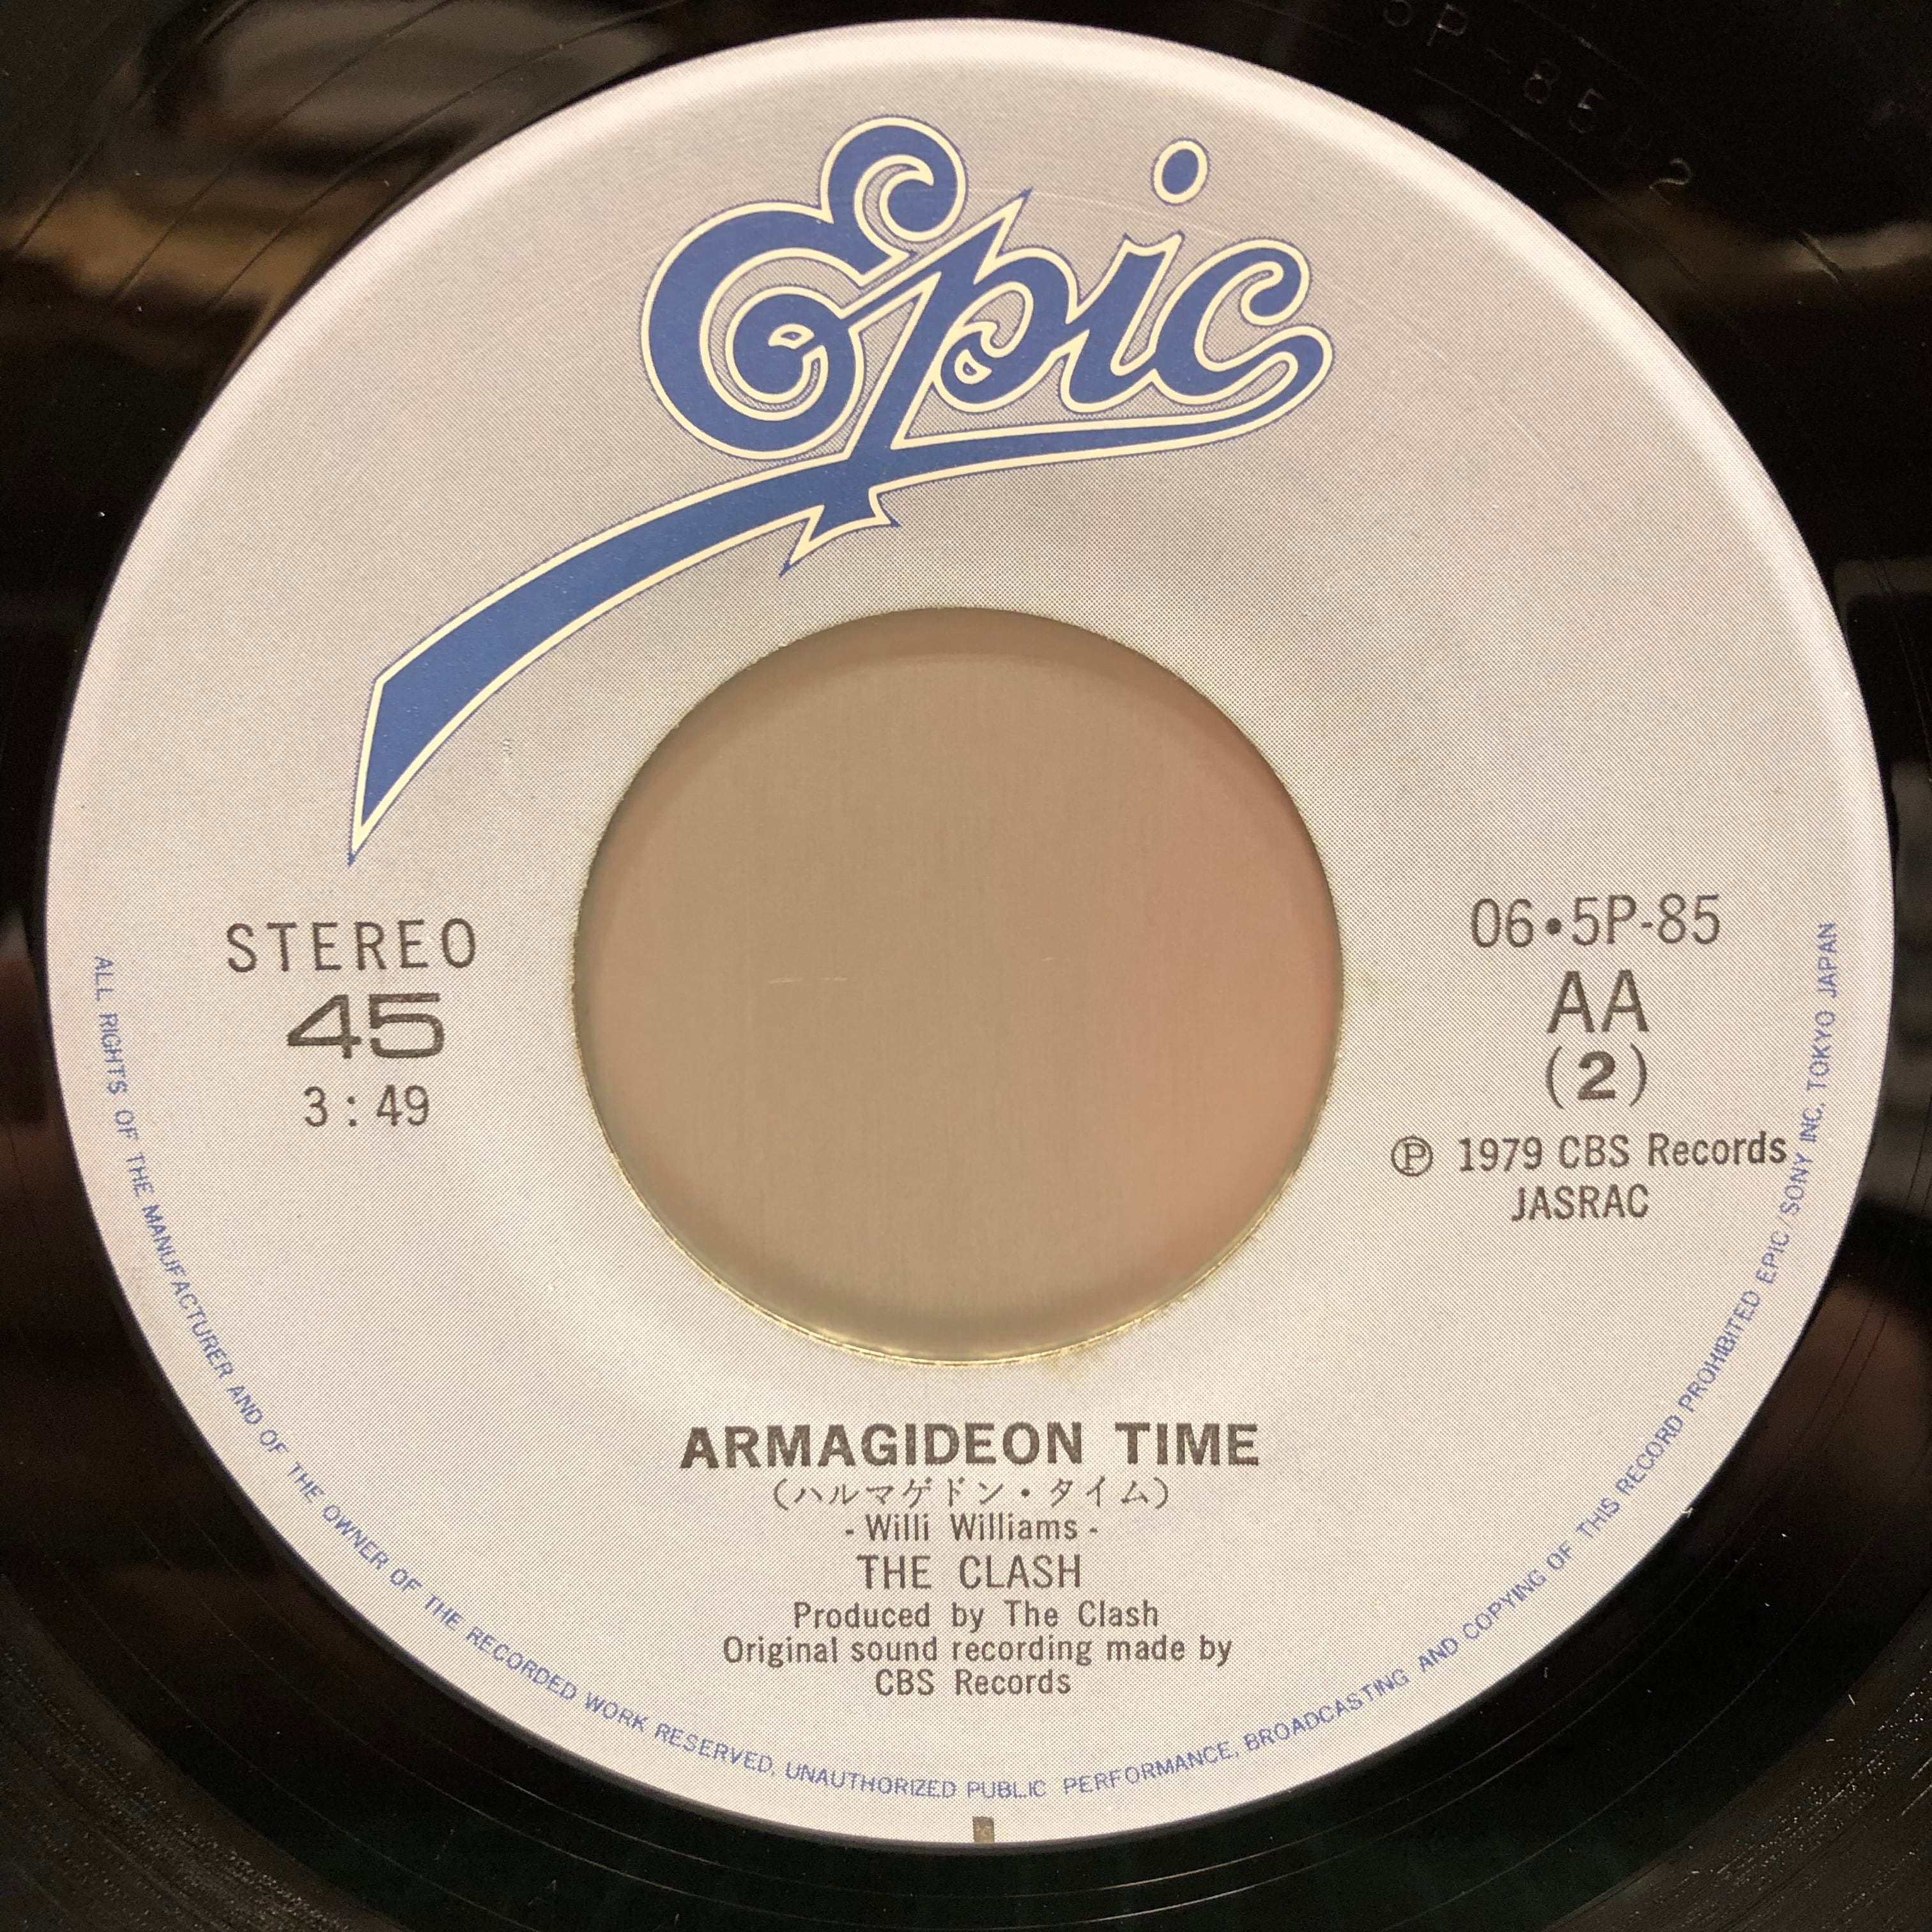 5P-85B2
Epic
STEREO
45
3:49
06•5P-85
AA
(2)
Ⓟ 1979 CBS Records
JASRAC
ARMAGIDEON TIME
(ハルマゲドン・タイム)
- Willi Williams -
THE CLASH
Produced by The Clash
Original sound recording made by
CBS Records
ALL RIGHTS OF THE MANUFACTURER AND OF THE OWNER OF THE RECORDED WORK RESERVED, UNAUTHORIZED PUBLIC PERFORMANCE, BROADCASTING AND COPYING OF THIS RECORD PROHIBITED EPIC/SONY INC. TOKYO JAPAN